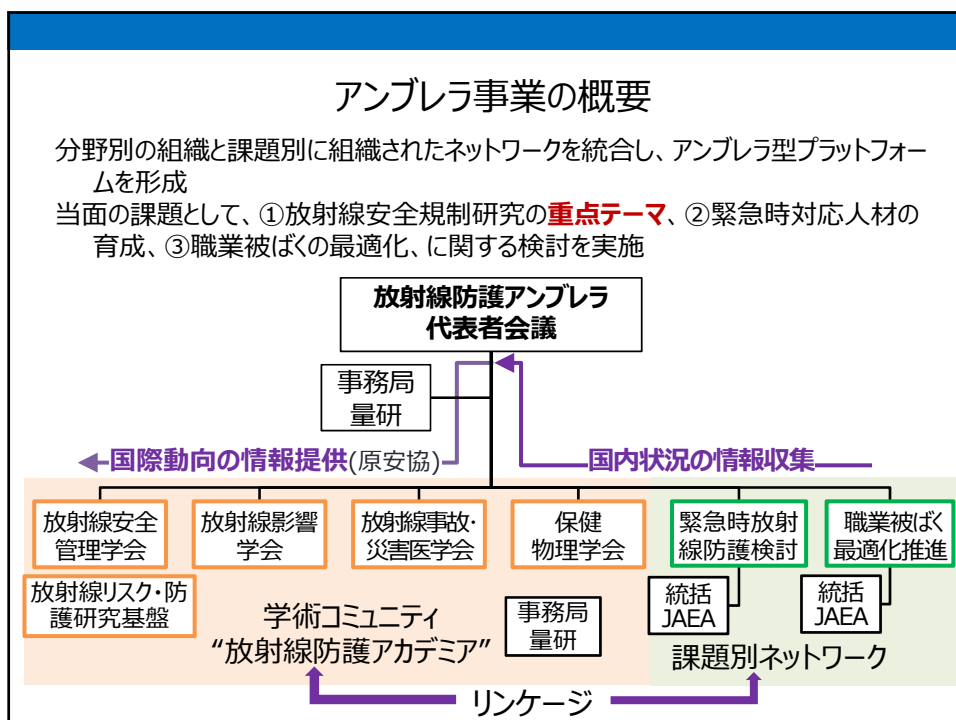 アンブレラ事業の概要
分野別の組織と課題別に組織されたネットワークを統合し、アンブレラ型プラットフォー
ムを形成
当面の課題として、①放射線安全規制研究の重点テーマ、②緊急時対応人材の
育成、③職業被ばくの最適化、に関する検討を実施
放射線防護アンブレラ
代表者会議
事務局
量研
国際動向の情報提供(原安協)
国内状況の情報収集
放射線安全
管理学会
放射線影響
学会
放射線事故・
災害医学会
保健
物理学会
緊急時放射
線防護検討
職業被ばく
最適化推進
放射線リスク・防
護研究基盤
学術コミュニティ
“放射線防護アカデミア”
事務局
量研
統括
JAEA
統括
JAEA
課題別ネットワーク
リンケージ